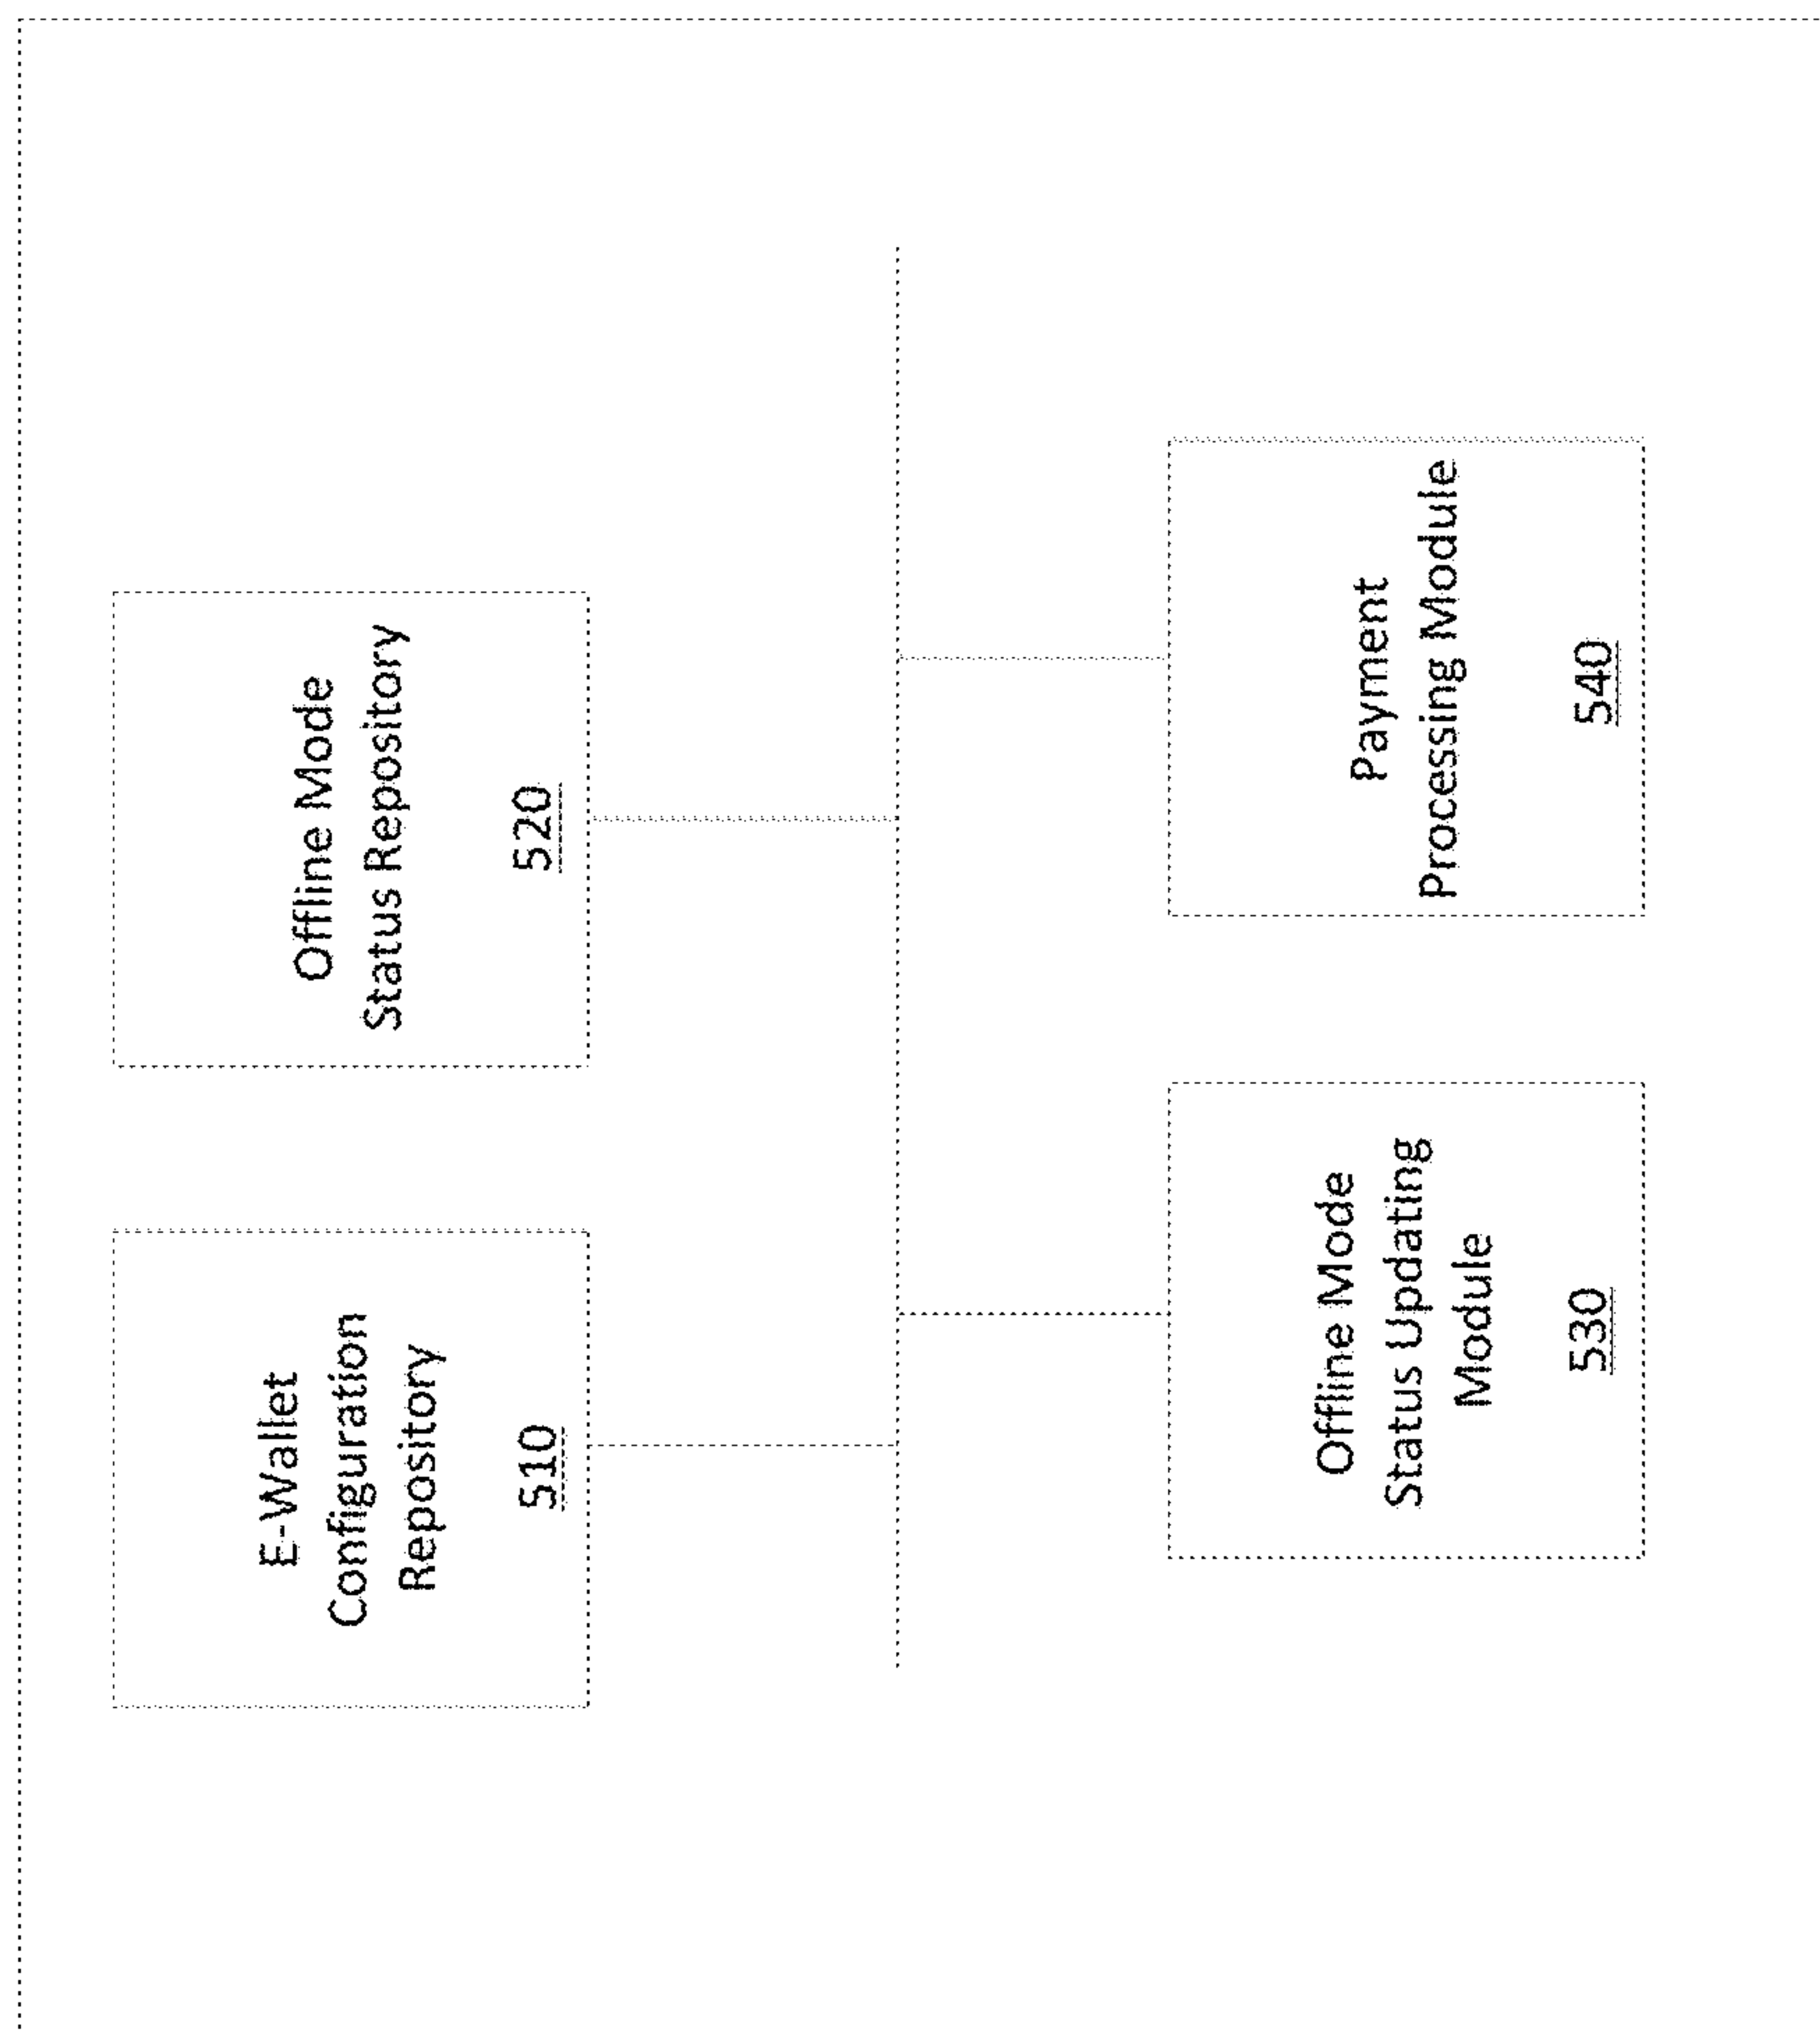 E-Wallet
Configuration
Repository
510
Offline Mode
Status Repository
520
Offline Mode
Status Updating
Module
530
Payment
Processing Module
540